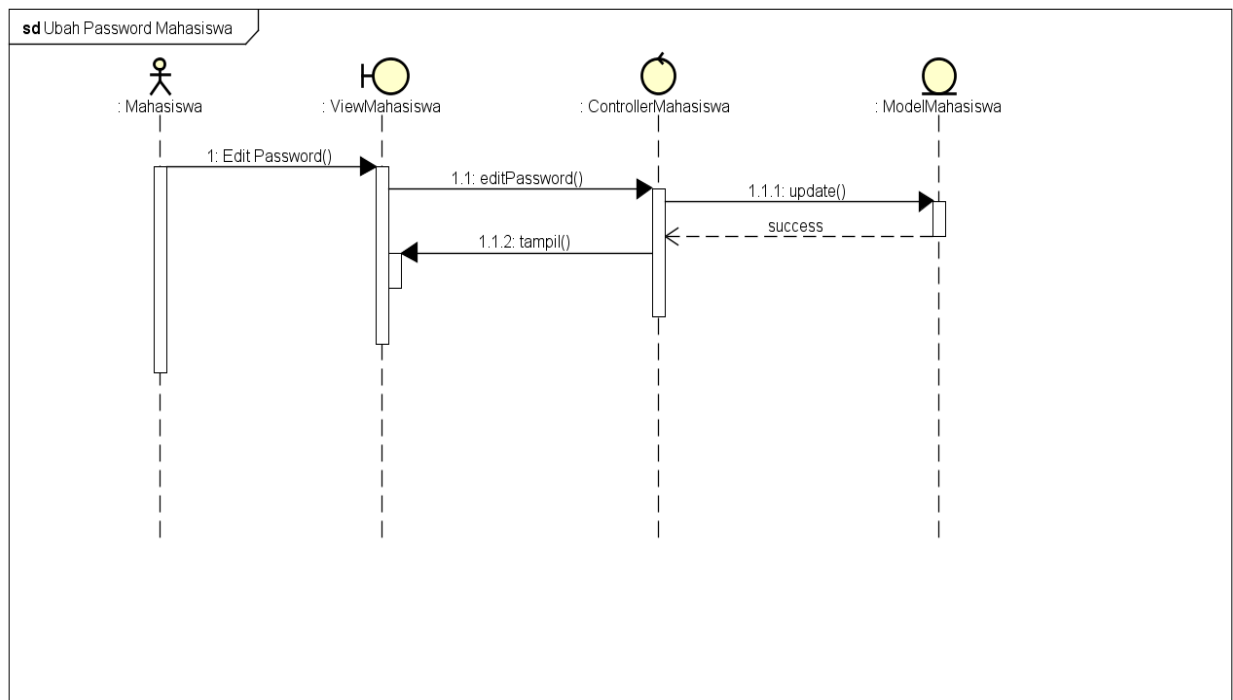 sd Ubah Password Mahasiswa
: Mahasiswa
: ViewMahasiswa
: ControllerMahasiswa
: ModelMahasiswa
1: Edit Password()
1.1: editPassword()
1.1.1: update()
success
1.1.2: tampil()